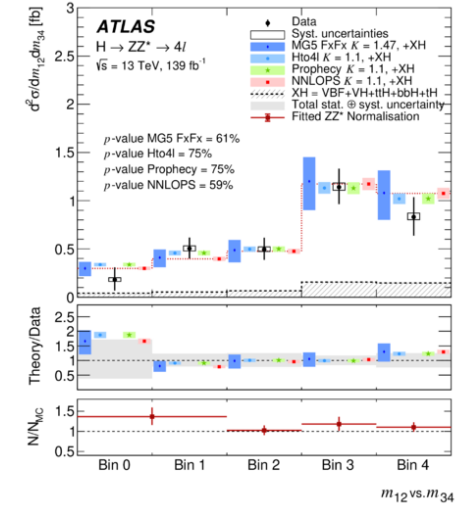 d²σ/dm₁₂dm₃₄ [fb]
3
2.5
2
1.5
1
0.5
0
ATLAS
H → ZZ* → 4l
√s = 13 TeV, 139 fb⁻¹
Data
Syst. uncertainties
MG5 FxFx K = 1.47, +XH
Hto4l K = 1.1, +XH
Prophecy K = 1.1, +XH
NNLOPS K = 1.1, +XH
XH = VBF+VH+ttH+bbH+tH
Total stat. ⊕ syst. uncertainty
Fitted ZZ* Normalisation
p-value MG5 FxFx = 61%
p-value Hto4l = 75%
p-value Prophecy = 75%
p-value NNLOPS = 59%
Theory/Data
2.5
2
1.5
1
0.5
N/N_MC
1.5
1
0.5
Bin 0 Bin 1 Bin 2 Bin 3 Bin 4
m₁₂ vs. m₃₄